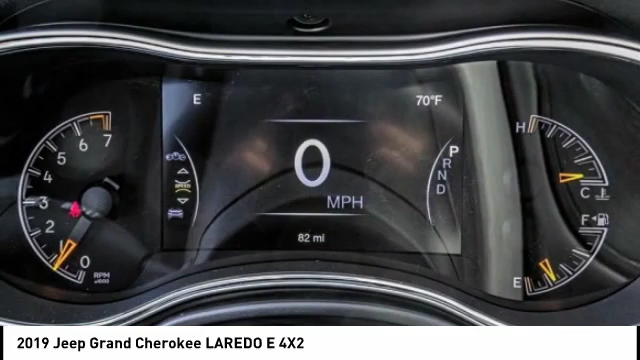 E 70°F
7
6
5
4
3
2
1
0
RPM
x1000
SPEED
0
MPH
82 mi
P
R
N
D
H
C
F
E
2019 Jeep Grand Cherokee LAREDO E 4X2